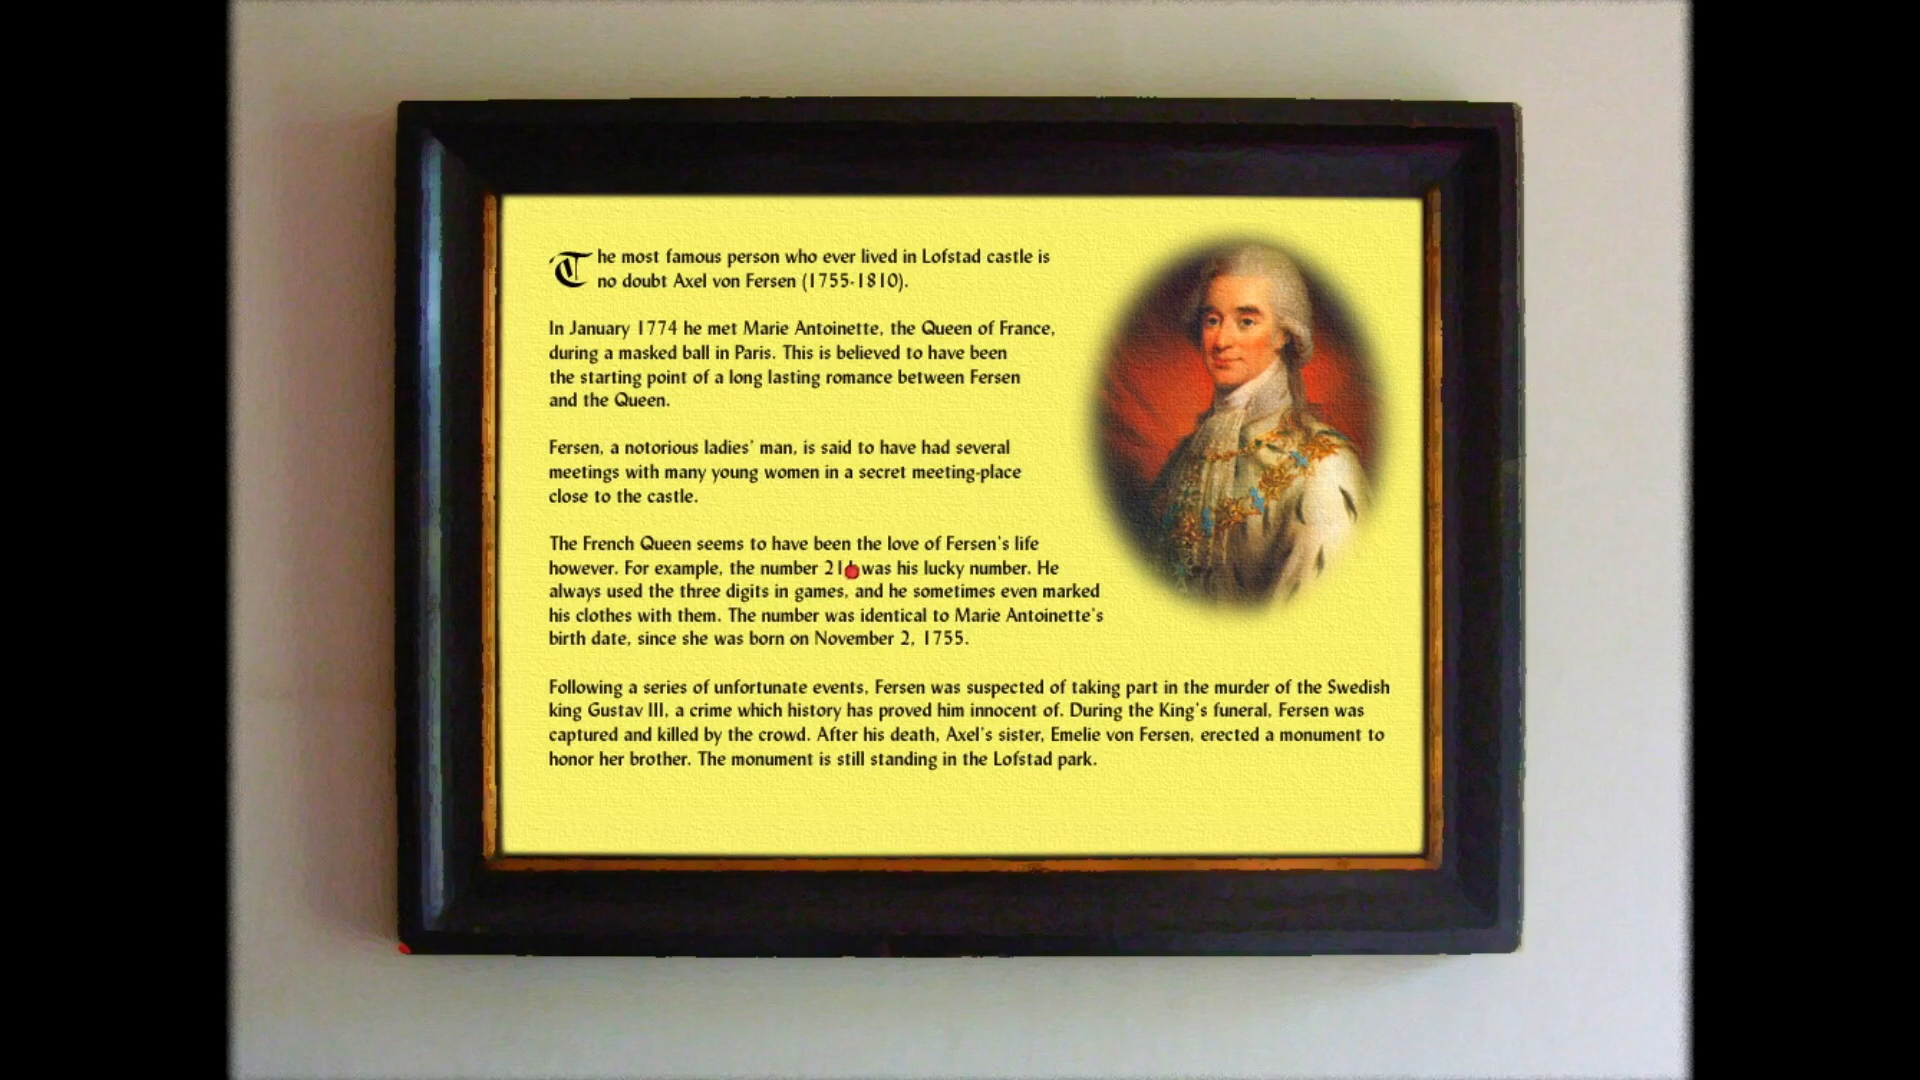 The most famous person who ever lived in Lofstad castle is
no doubt Axel von Fersen (1755-1810).
In January 1774 he met Marie Antoinette, the Queen of France,
during a masked ball in Paris. This is believed to have been
the starting point of a long lasting romance between Fersen
and the Queen.
Fersen, a notorious ladies' man, is said to have had several
meetings with many young women in a secret meeting-place
close to the castle.
The French Queen seems to have been the love of Fersen's life
however. For example, the number was his lucky number. He
always used the three digits in games, and he sometimes even marked
his clothes with them. The number was identical to Marie Antoinette's
birth date, since she was born on November 2, 1755.
Following a series of unfortunate events, Fersen was suspected of taking part in the murder of the Swedish
king Gustav III, a crime which history has proved him innocent of. During the King's funeral, Fersen was
captured and killed by the crowd. After his death, Axel's sister, Emelie von Fersen, erected a monument to
honor her brother. The monument is still standing in the Lofstad park.